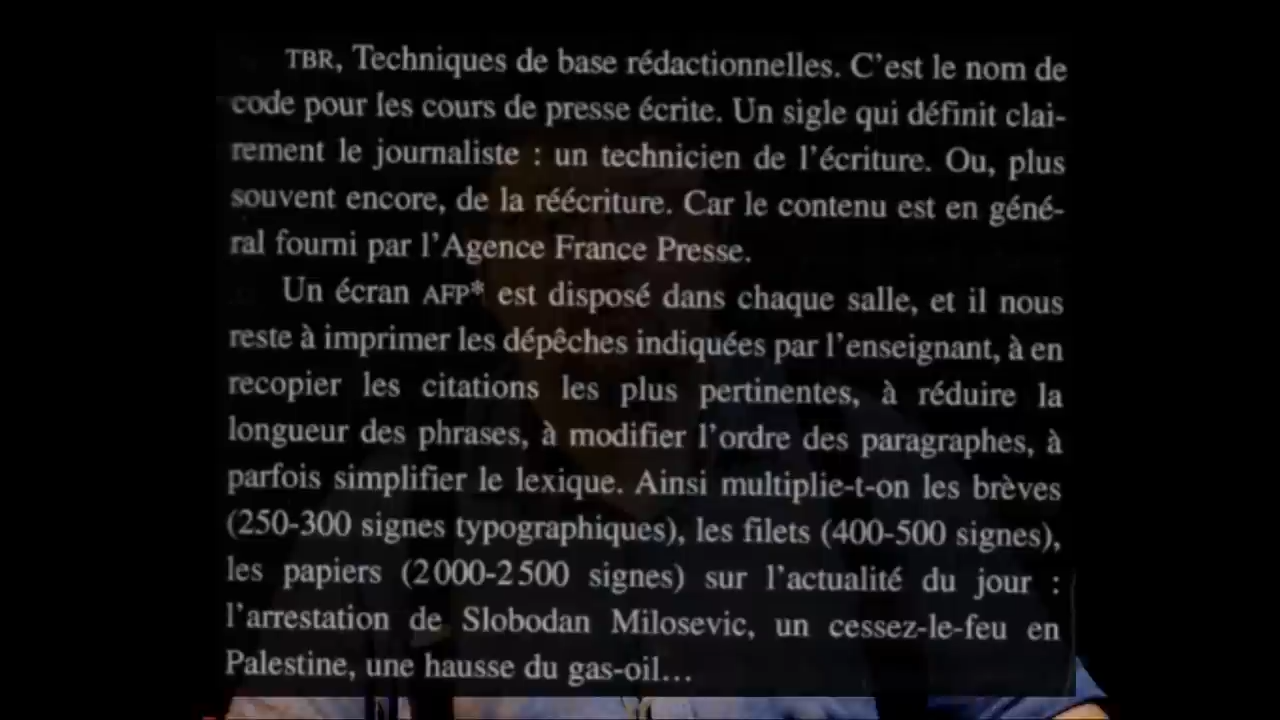 TBR, Techniques de base rédactionnelles. C'est le nom de
code pour les cours de presse écrite. Un sigle qui définit clai-
rement le journaliste : un technicien de l'écriture. Ou, plus
souvent encore, de la réécriture. Car le contenu est en géné-
ral fourni par l'Agence France Presse.
Un écran AFP* est disposé dans chaque salle, et il nous
reste à imprimer les dépêches indiquées par l'enseignant, à en
recopier les citations les plus pertinentes, à réduire la
longueur des phrases, à modifier l'ordre des paragraphes, à
parfois simplifier le lexique. Ainsi multiplie-t-on les brèves
(250-300 signes typographiques), les filets (400-500 signes),
les papiers (2 000-2 500 signes) sur l'actualité du jour :
l'arrestation de Slobodan Milosevic, un cessez-le-feu en
Palestine, une hausse du gas-oil...